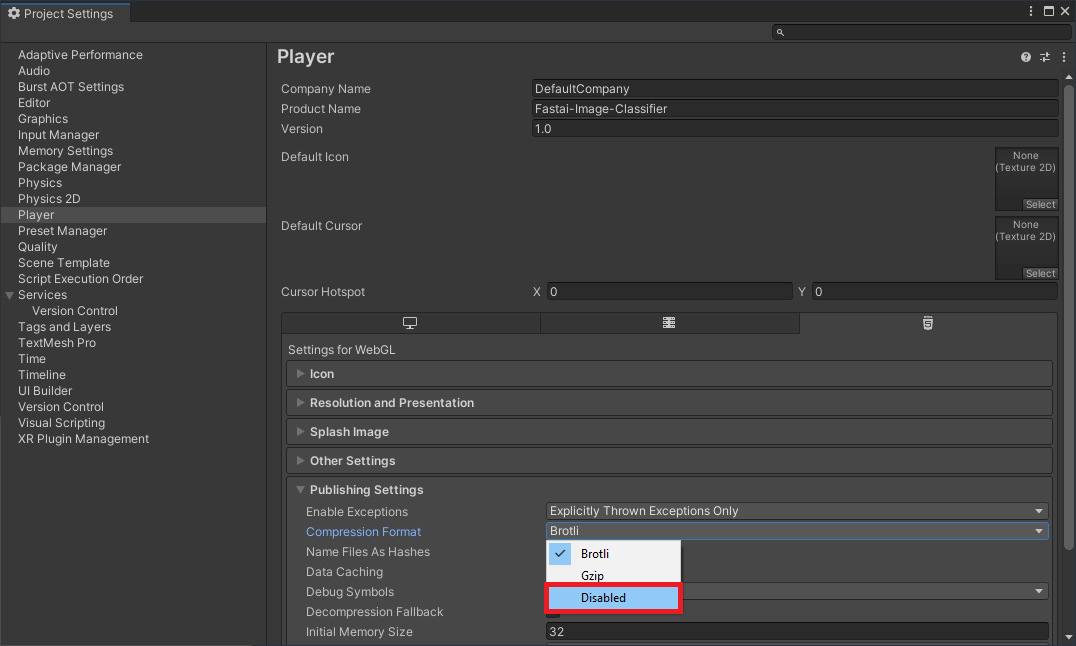 Project Settings
Adaptive Performance
Audio
Burst AOT Settings
Editor
Graphics
Input Manager
Memory Settings
Package Manager
Physics
Physics 2D
Player
Preset Manager
Quality
Scene Template
Script Execution Order
Services
Version Control
Tags and Layers
TextMesh Pro
Time
Timeline
UI Builder
Version Control
Visual Scripting
XR Plugin Management
Player
Company Name DefaultCompany
Product Name Fastai-Image-Classifier
Version 1.0
Default Icon None
(Texture 2D)
Select
Default Cursor None
(Texture 2D)
Select
Cursor Hotspot X 0 Y 0
Settings for WebGL
Icon
Resolution and Presentation
Splash Image
Other Settings
Publishing Settings
Enable Exceptions Explicitly Thrown Exceptions Only
Compression Format Brotli
Name Files As Hashes Brotli
Data Caching Gzip
Debug Symbols Disabled
Decompression Fallback
Initial Memory Size 32